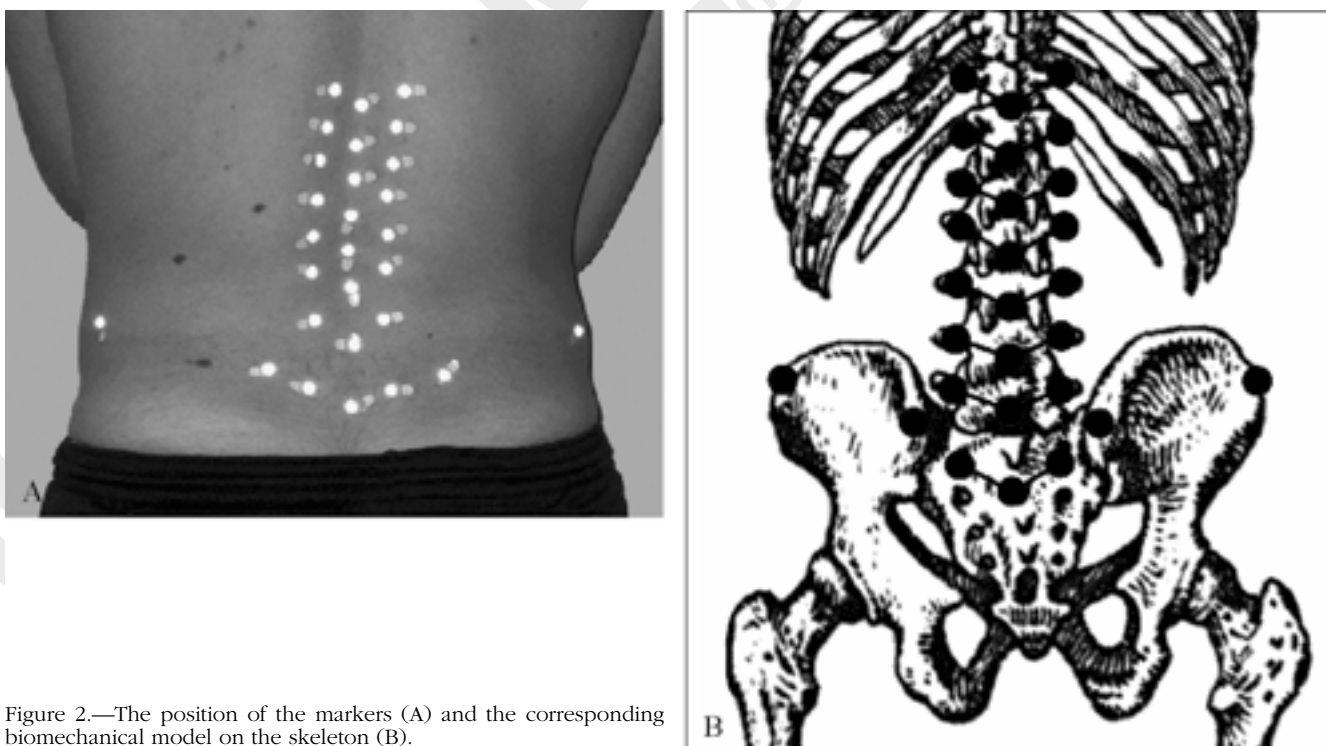 A
B
Figure 2.—The position of the markers (A) and the corresponding
biomechanical model on the skeleton (B).